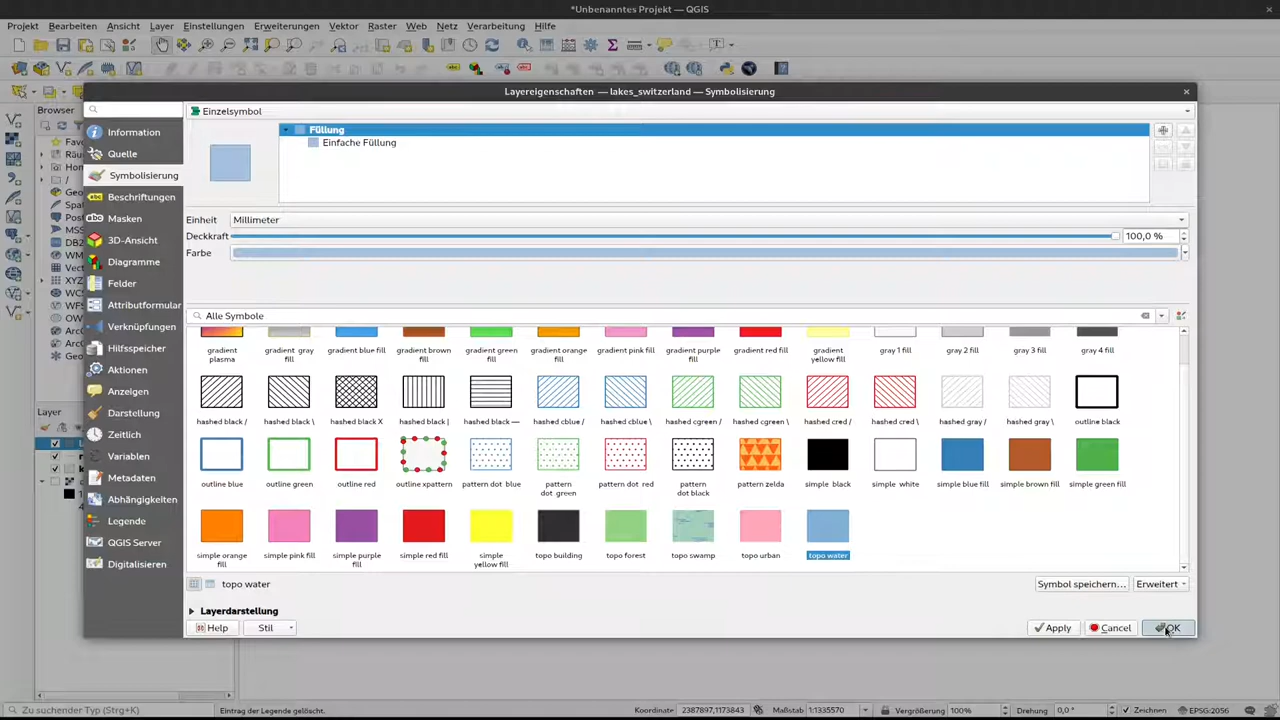 *Unbenanntes Projekt — QGIS
Projekt Bearbeiten Ansicht Layer Einstellungen Erweiterungen Vektor Raster Web Netz Verarbeitung Hilfe
Layereigenschaften — lakes_switzerland — Symbolisierung
Browser
Information
Quelle
Symbolisierung
Beschriftungen
Masken
3D-Ansicht
Diagramme
Felder
Attributformular
Verknüpfungen
Hilfsspeicher
Aktionen
Anzeigen
Darstellung
Zeitlich
Variablen
Metadaten
Abhängigkeiten
Legende
QGIS Server
Digitalisieren
Layer
Einzelsymbol
Füllung
Einfache Füllung
Einheit Millimeter
Deckkraft 100,0 %
Farbe
Alle Symbole
gradient plasma
gradient gray fill
gradient blue fill
gradient brown fill
gradient green fill
gradient orange fill
gradient pink fill
gradient purple fill
gradient red fill
gradient yellow fill
gray 1 fill
gray 2 fill
gray 3 fill
gray 4 fill
hashed black /
hashed black \
hashed black X
hashed black |
hashed black —
hashed cblue /
hashed cblue \
hashed cgreen /
hashed cgreen \
hashed cred /
hashed cred \
hashed gray /
hashed gray \
outline black
outline blue
outline green
outline red
outline xpattern
pattern dot blue
pattern dot green
pattern dot red
pattern dot black
pattern zelda
simple black
simple white
simple blue fill
simple brown fill
simple green fill
simple orange fill
simple pink fill
simple purple fill
simple red fill
simple yellow fill
topo building
topo forest
topo swamp
topo urban
topo water
topo water
Symbol speichern...
Erweitert
Layerdarstellung
Help
Stil
Apply
Cancel
OK
Zu suchender Typ (Strg+K)
Eintrag der Legende gelöscht.
Koordinate 2387897,1173843
Maßstab 1:1335570
Vergrößerung 100%
Drehung 0,0 °
Zeichnen
EPSG:2056